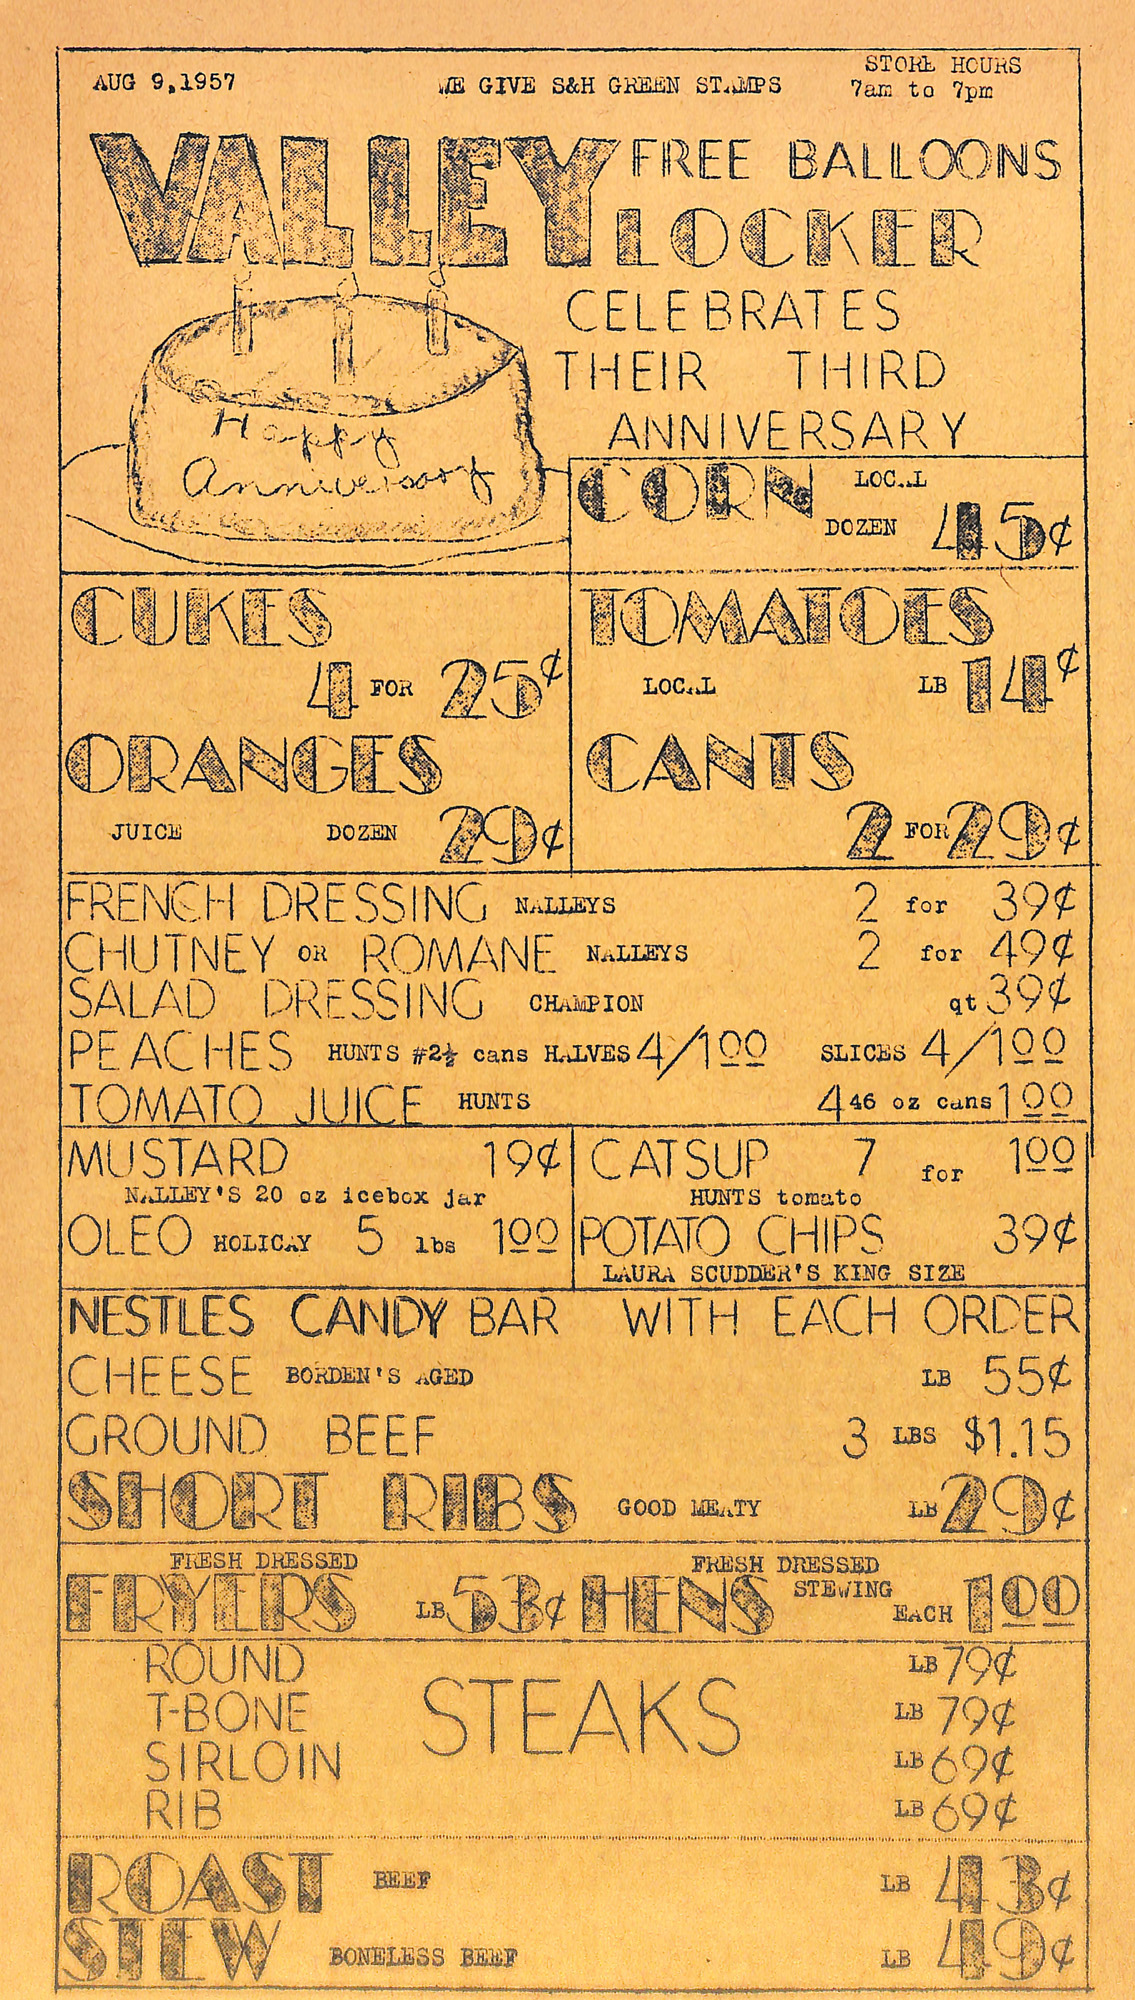 STORE HOURS
AUG 9,1957 WE GIVE S&H GREEN STAMPS 7am to 7pm
VALLEY FREE BALLOONS
LOCKER
CELEBRATES
THEIR THIRD
ANNIVERSARY
Happy
Anniversary
CORN LOCAL
DOZEN 45¢
CUKES
4 FOR 25¢
TOMATOES
LOCAL LB 14¢
ORANGES
JUICE DOZEN 29¢
CANTS
2 FOR 29¢
FRENCH DRESSING NALLEYS 2 for 39¢
CHUTNEY OR ROMANE NALLEYS 2 for 49¢
SALAD DRESSING CHAMPION qt 39¢
PEACHES HUNTS #2½ cans HALVES 4/100 SLICES 4/100
TOMATO JUICE HUNTS 4 46 oz cans 100
MUSTARD 19¢
NALLEY'S 20 oz icebox jar
OLEO HOLICAY 5 lbs 100
CATSUP 7 for 100
HUNTS tomato
POTATO CHIPS 39¢
LAURA SCUDDER'S KING SIZE
NESTLES CANDY BAR WITH EACH ORDER
CHEESE BORDEN'S AGED LB 55¢
GROUND BEEF 3 LBS $1.15
SHORT RIBS GOOD MEATY LB 29¢
FRESH DRESSED
FRYERS LB 53¢
FRESH DRESSED
HENS STEWING EACH 100
STEAKS
ROUND LB 79¢
T-BONE LB 79¢
SIRLOIN LB 69¢
RIB LB 69¢
ROAST BEEF LB 43¢
STEW BONELESS BEEF LB 49¢